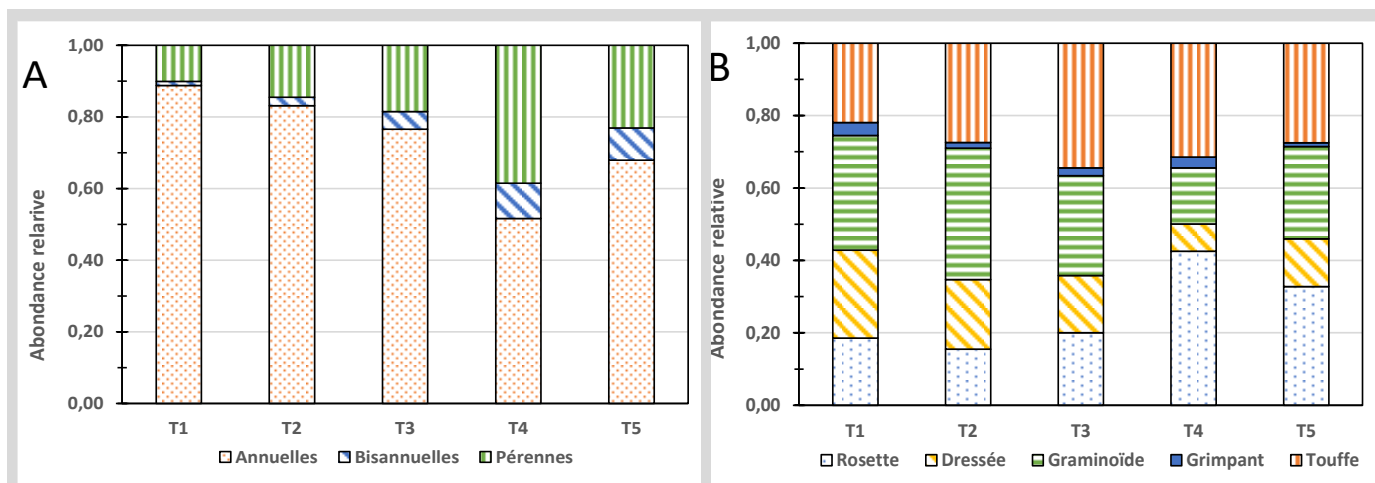 A
Abondance relarive
1,00
0,80
0,60
0,40
0,20
0,00
T1 T2 T3 T4 T5
Annuelles Bisannuelles Pérennes
B
Abondance relative
1,00
0,80
0,60
0,40
0,20
0,00
T1 T2 T3 T4 T5
Rosette Dressée Graminoïde Grimpant Touffe